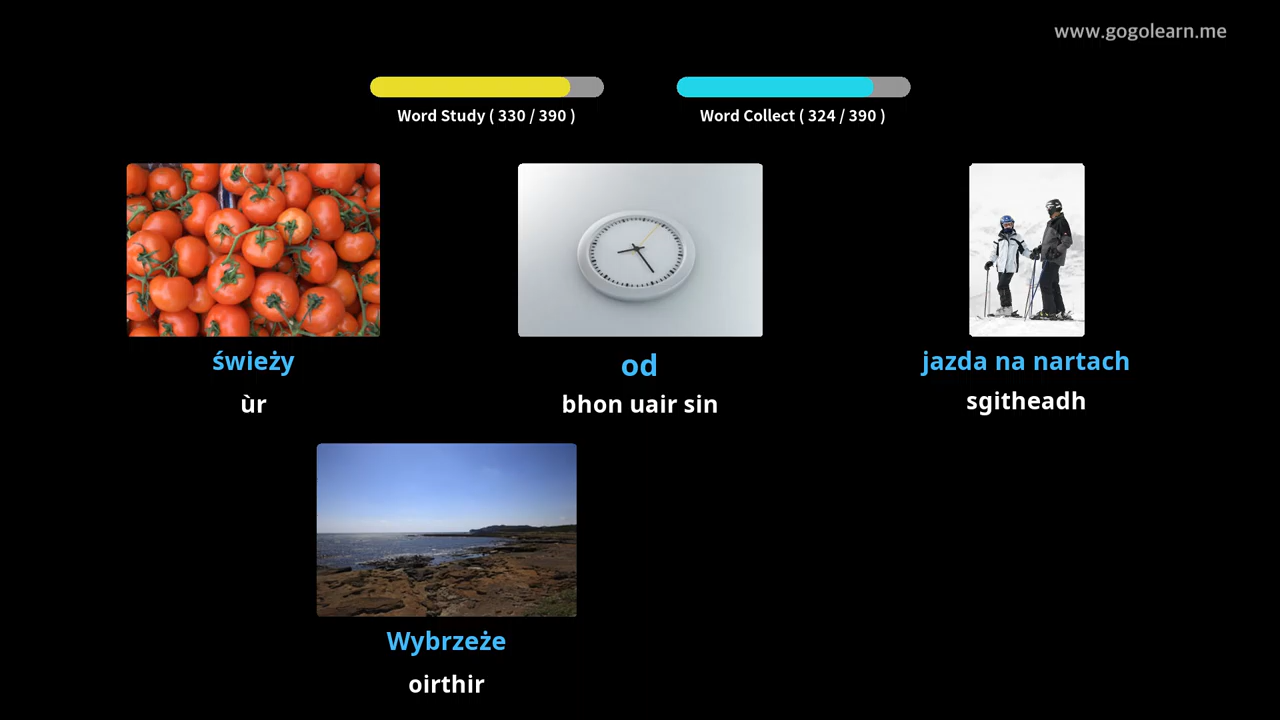 www.gogolearn.me
Word Study ( 330 / 390 )
Word Collect ( 324 / 390 )
świeży
ùr
od
bhon uair sin
jazda na nartach
sgitheadh
Wybrzeże
oirthir